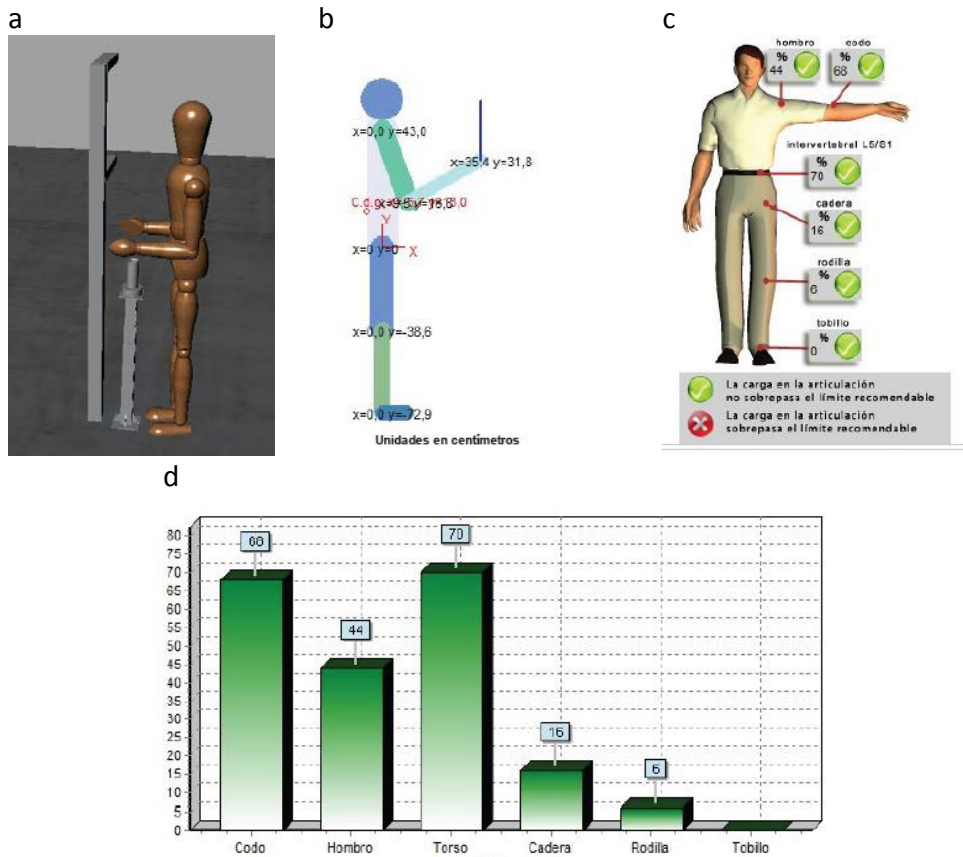 a
b
c
x=0,0 y=43,0
x=35,4 y=31,8
Y
X
x=0 y=0
x=0,0 y=-38,6
x=0,0 y=-72,9
Unidades en centímetros
hombro
%
44
codo
%
68
intervertebral L5/S1
%
70
cadera
%
16
rodilla
%
6
tobillo
%
0
La carga en la articulación
no sobrepasa el límite recomendable
La carga en la articulación
sobrepasa el límite recomendable
d
80
75
70
65
60
55
50
45
40
35
30
25
20
15
10
5
0
68
44
70
16
6
Codo
Hombro
Torso
Cadera
Rodilla
Tobillo